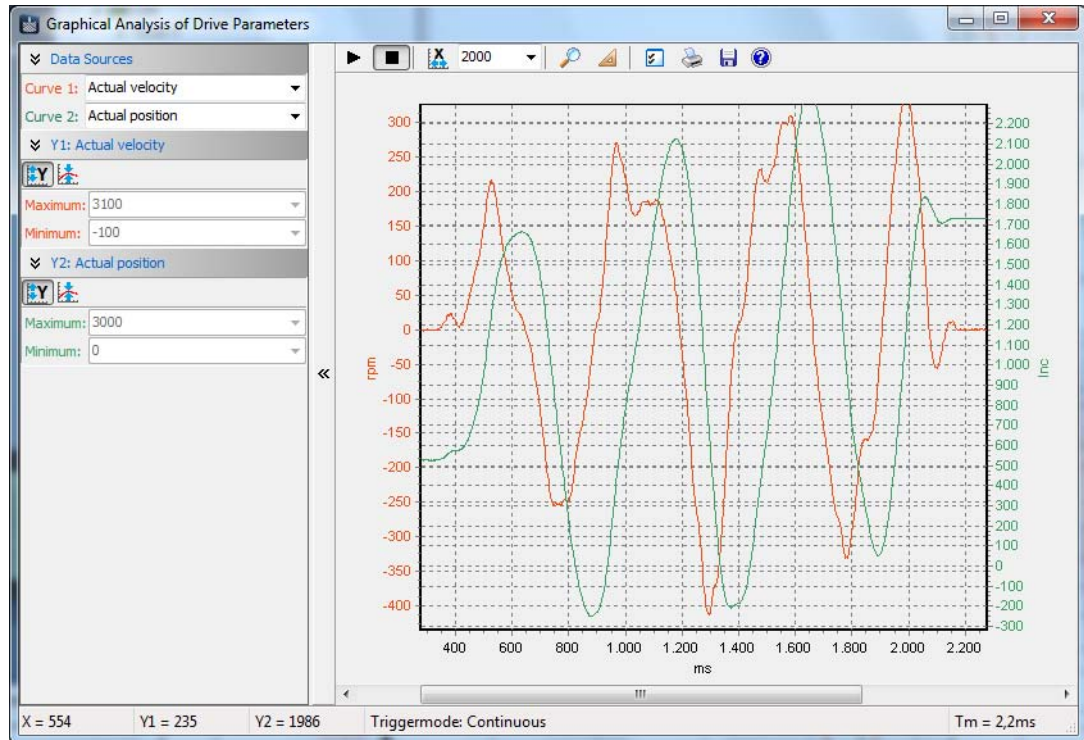 Graphical Analysis of Drive Parameters
Data Sources
Curve 1: Actual velocity
Curve 2: Actual position
Y1: Actual velocity
Y
Maximum: 3100
Minimum: -100
Y2: Actual position
Y
Maximum: 3000
Minimum: 0
«
X 2000
300
250
200
150
100
50
0
-50
-100
-150
-200
-250
-300
-350
-400
rpm
2.200
2.100
2.000
1.900
1.800
1.700
1.600
1.500
1.400
1.300
1.200
1.100
1.000
900
800
700
600
500
400
300
200
100
0
-100
-200
-300
Inc
400 600 800 1.000 1.200 1.400 1.600 1.800 2.000 2.200
ms
X = 554 Y1 = 235 Y2 = 1986 Triggermode: Continuous Tm = 2,2ms